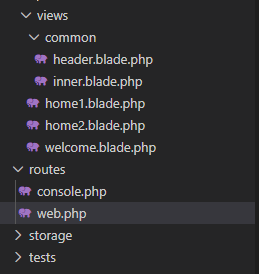 views
common
header.blade.php
inner.blade.php
home1.blade.php
home2.blade.php
welcome.blade.php
routes
console.php
web.php
storage
tests